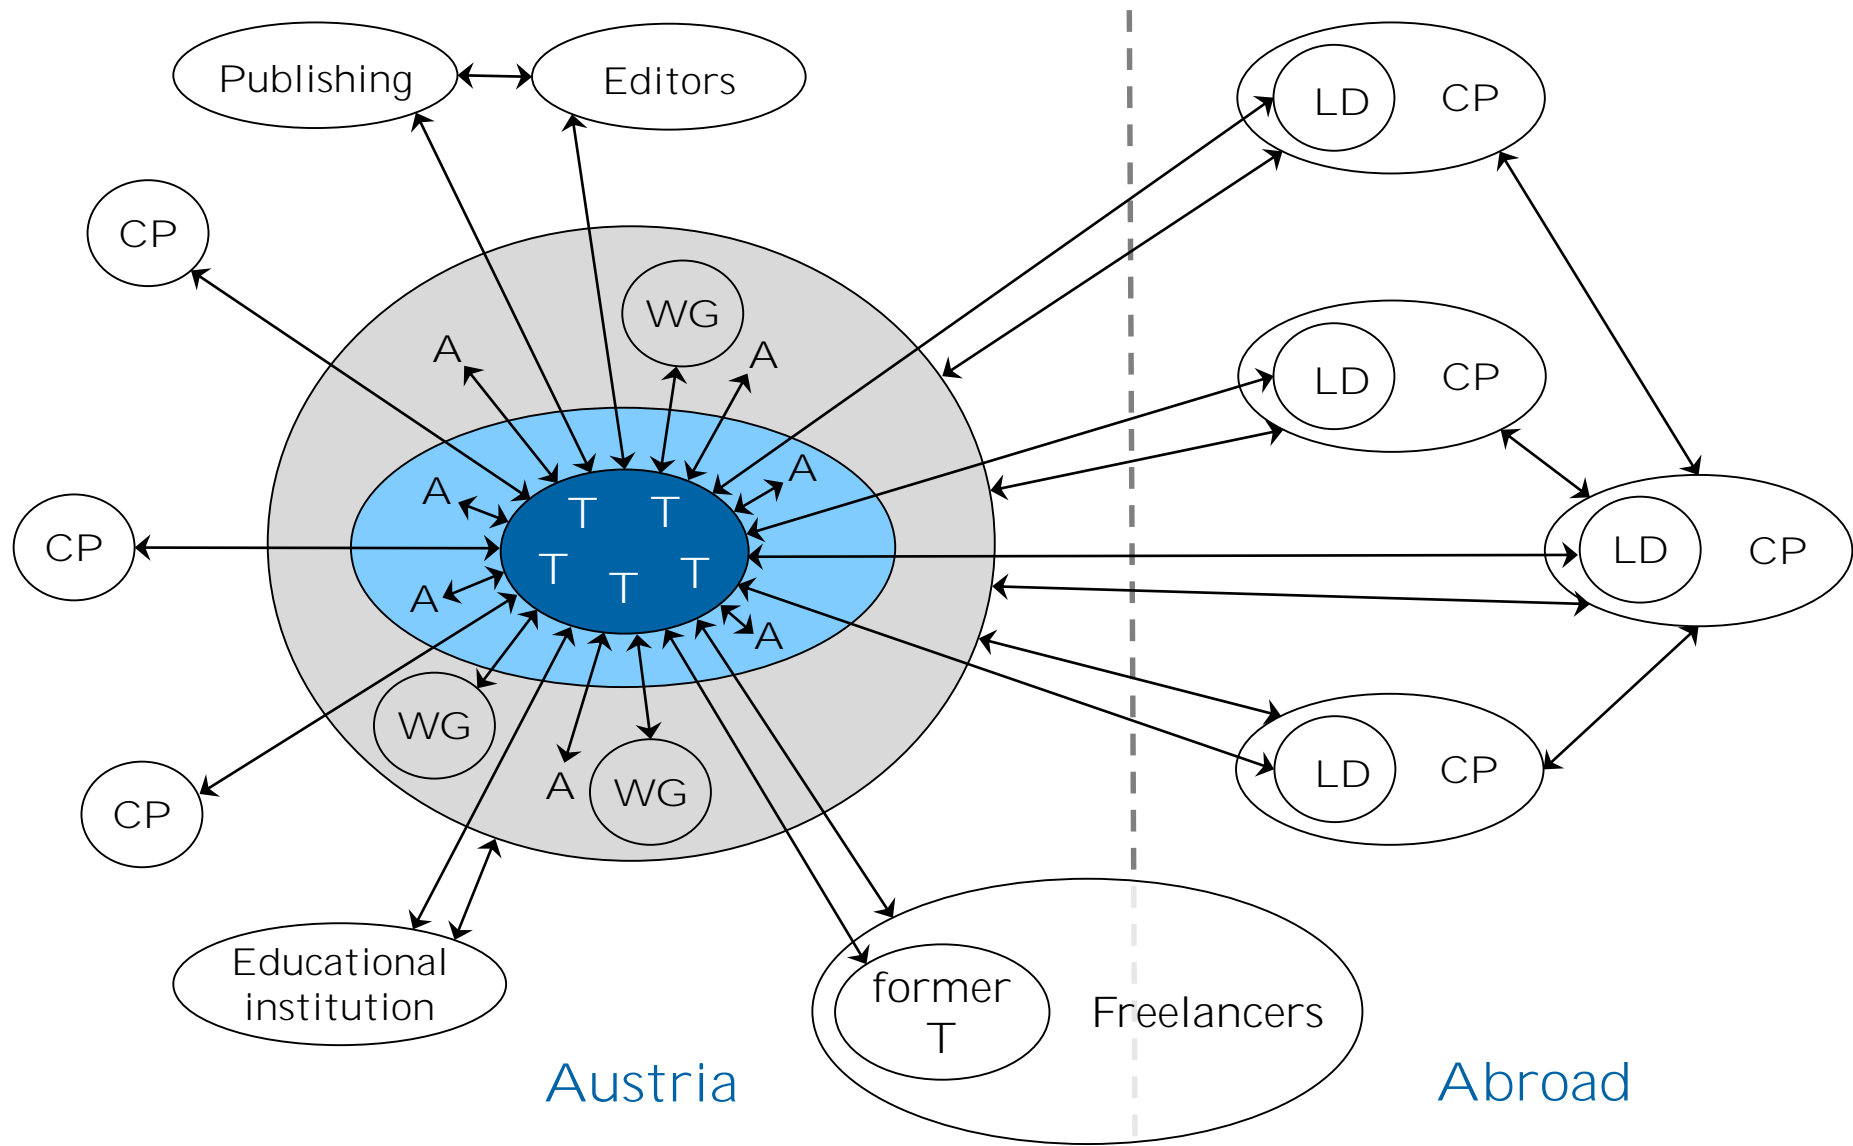 Publishing
Editors
LD CP
CP
WG
A
A
LD CP
A
A
T T
CP
T T T
LD CP
A
A
WG
A
WG
LD CP
CP
Educational
institution
former
T
Freelancers
Austria
Abroad